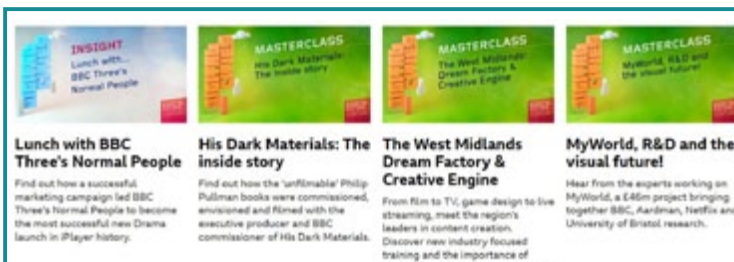 INSIGHT
Lunch with...
BBC Three's
Normal People
MASTERCLASS
His Dark Materials:
The inside story
MASTERCLASS
The West Midlands:
Dream Factory &
Creative Engine
MASTERCLASS
MyWorld, R&D and
the visual future!
Lunch with BBC
Three's Normal People
Find out how a successful
marketing campaign led BBC
Three's Normal People to become
the most successful new Drama
launch in iPlayer history.
His Dark Materials: The
inside story
Find out how the 'unfilmable' Philip
Pullman books were commissioned,
envisioned and filmed with the
executive producer and BBC
commissioner of His Dark Materials.
The West Midlands
Dream Factory &
Creative Engine
From film to TV, game design to live
streaming, meet the region's
leaders in content creation.
Discover new industry focused
training and the importance of
MyWorld, R&D and the
visual future!
Hear from the experts working on
MyWorld, a £46m project bringing
together BBC, Aardman, Netflix and
University of Bristol research.